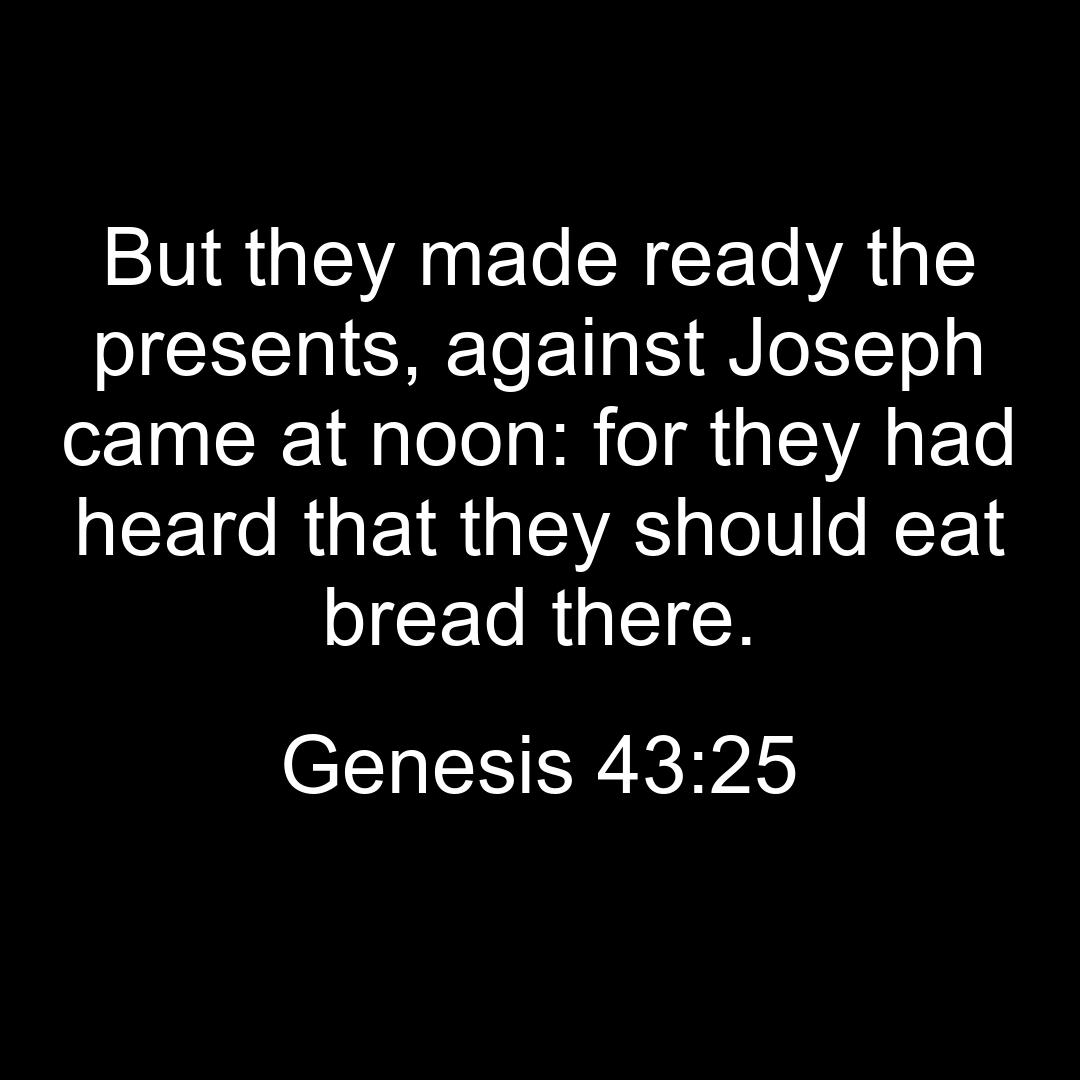 But they made ready the
presents, against Joseph
came at noon: for they had
heard that they should eat
bread there.
Genesis 43:25